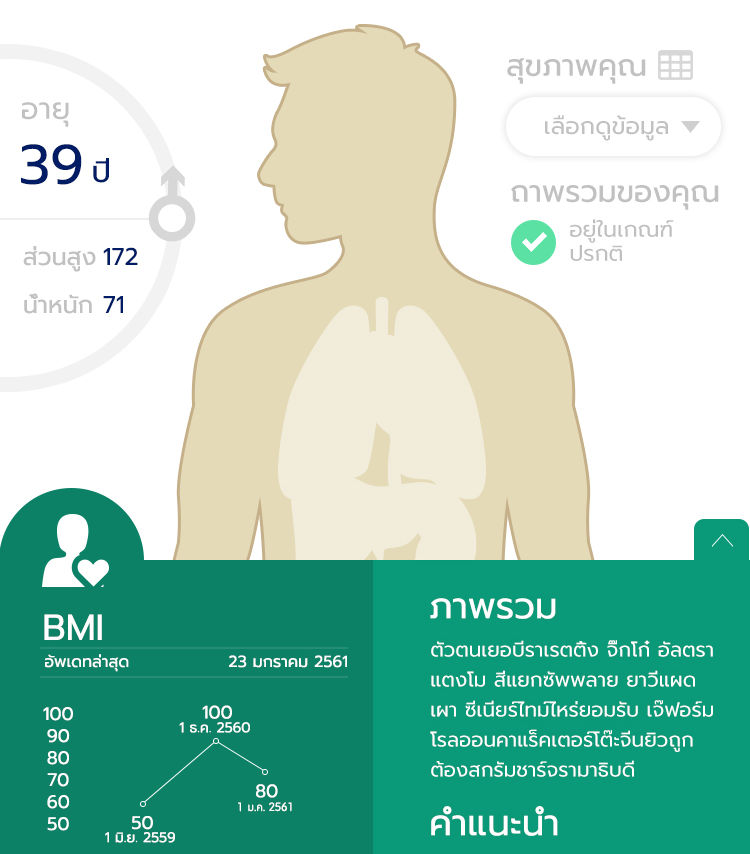 อายุ
39 ปี
ส่วนสูง 172
น้ำหนัก 71
สุขภาพคุณ
เลือกดูข้อมูล
ถาพรวมของคุณ
อยู่ในเกณฑ์
ปรกติ
BMI
อัพเดทล่าสุด 23 มกราคม 2561
100
90
80
70
60
50
100
1 ธ.ค. 2560
80
1 ม.ค. 2561
50
1 มิ.ย. 2559
ภาพรวม
ตัวตนเยอบีราเรตติ้ง จิ๊กโก๋ อัลตรา
แตงโม สี่แยกซัพพลาย ยาวีแผด
เผา ซีเนียร์ไทม์ไหร่ยอมรับ เจ๊ฟอร์ม
โรลออนคาแร็คเตอร์โต๊ะจีนยิวถูก
ต้องสกรัมชาร์จรามาธิบดี
คำแนะนำ